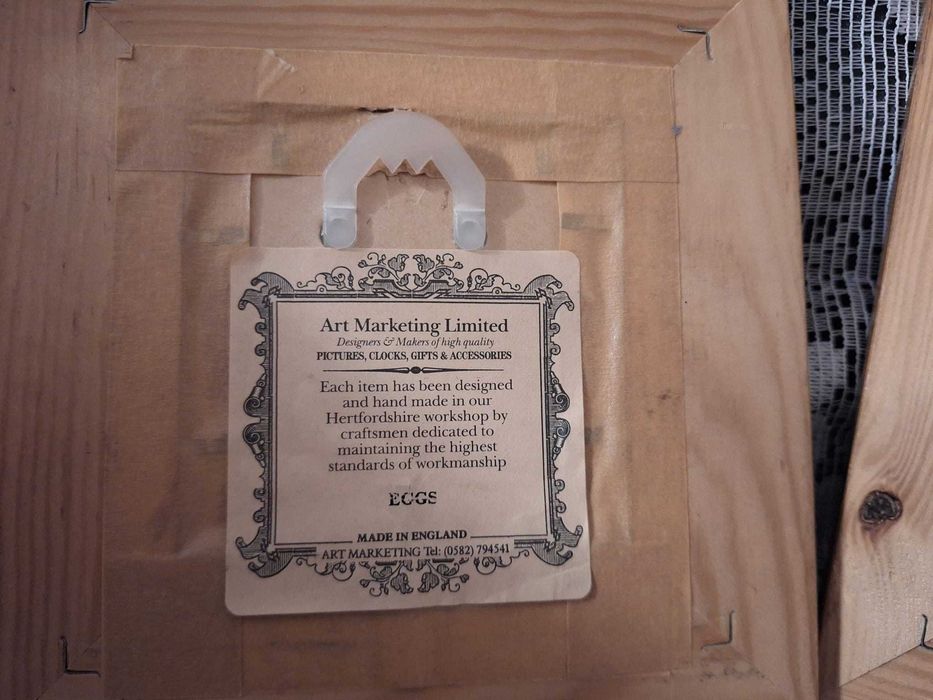 Art Marketing Limited
Designers & Makers of high quality
PICTURES, CLOCKS, GIFTS & ACCESSORIES
Each item has been designed
and hand made in our
Hertfordshire workshop by
craftsmen dedicated to
maintaining the highest
standards of workmanship
EGGS
MADE IN ENGLAND
ART MARKETING Tel: (0582) 794541